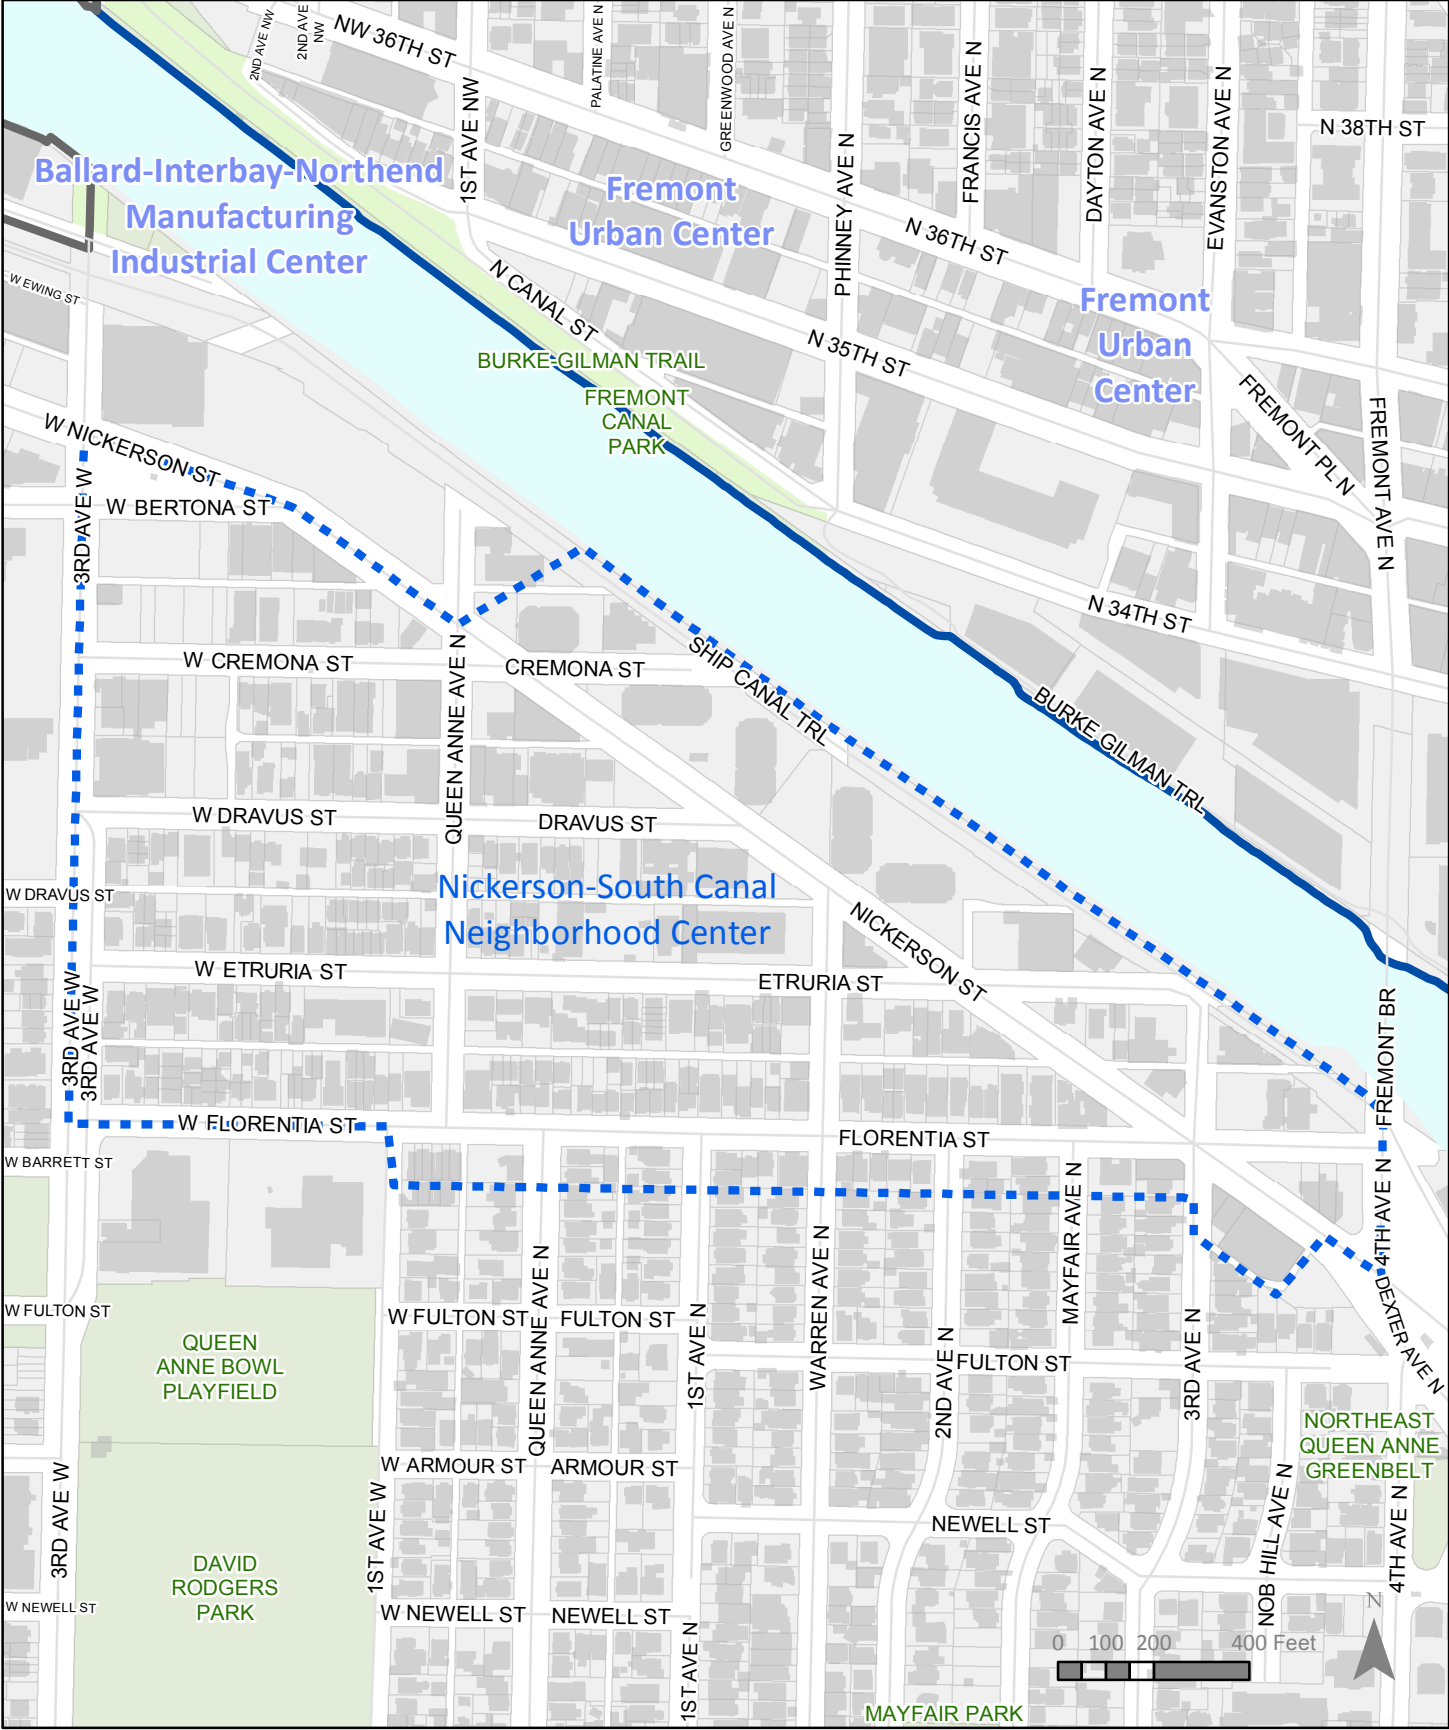 2ND AVE NW
2ND AVE
NW
NW 36TH ST
PALATINE AVE N
GREENWOOD AVE N
1ST AVE NW
PHINNEY AVE N
FRANCIS AVE N
DAYTON AVE N
EVANSTON AVE N
N 38TH ST
Ballard-Interbay-Northend
Manufacturing
Industrial Center
Fremont
Urban Center
N 36TH ST
W EWING ST
N CANAL ST
Fremont
Urban
Center
N 35TH ST
BURKE-GILMAN TRAIL
FREMONT
CANAL
PARK
FREMONT PL N
FREMONT AVE N
W NICKERSON ST
3RD AVE W
W BERTONA ST
N 34TH ST
W CREMONA ST
CREMONA ST
QUEEN ANNE AVE N
SHIP CANAL TRL
BURKE GILMAN TRL
W DRAVUS ST
DRAVUS ST
W DRAVUS ST
Nickerson-South Canal
Neighborhood Center
NICKERSON ST
W ETRURIA ST
ETRURIA ST
3RD AVE W
3RD AVE W
FREMONT BR
W FLORENTIA ST
FLORENTIA ST
W BARRETT ST
4TH AVE N
MAYFAIR AVE N
WARREN AVE N
QUEEN ANNE AVE N
W FULTON ST
W FULTON ST
FULTON ST
1ST AVE N
2ND AVE N
FULTON ST
3RD AVE N
DEXTER AVE N
QUEEN
ANNE BOWL
PLAYFIELD
NORTHEAST
QUEEN ANNE
GREENBELT
W ARMOUR ST
ARMOUR ST
3RD AVE W
1ST AVE W
NEWELL ST
NOB HILL AVE N
4TH AVE N
DAVID
RODGERS
PARK
W NEWELL ST
W NEWELL ST
NEWELL ST
1ST AVE N
N
0 100 200 400 Feet
MAYFAIR PARK